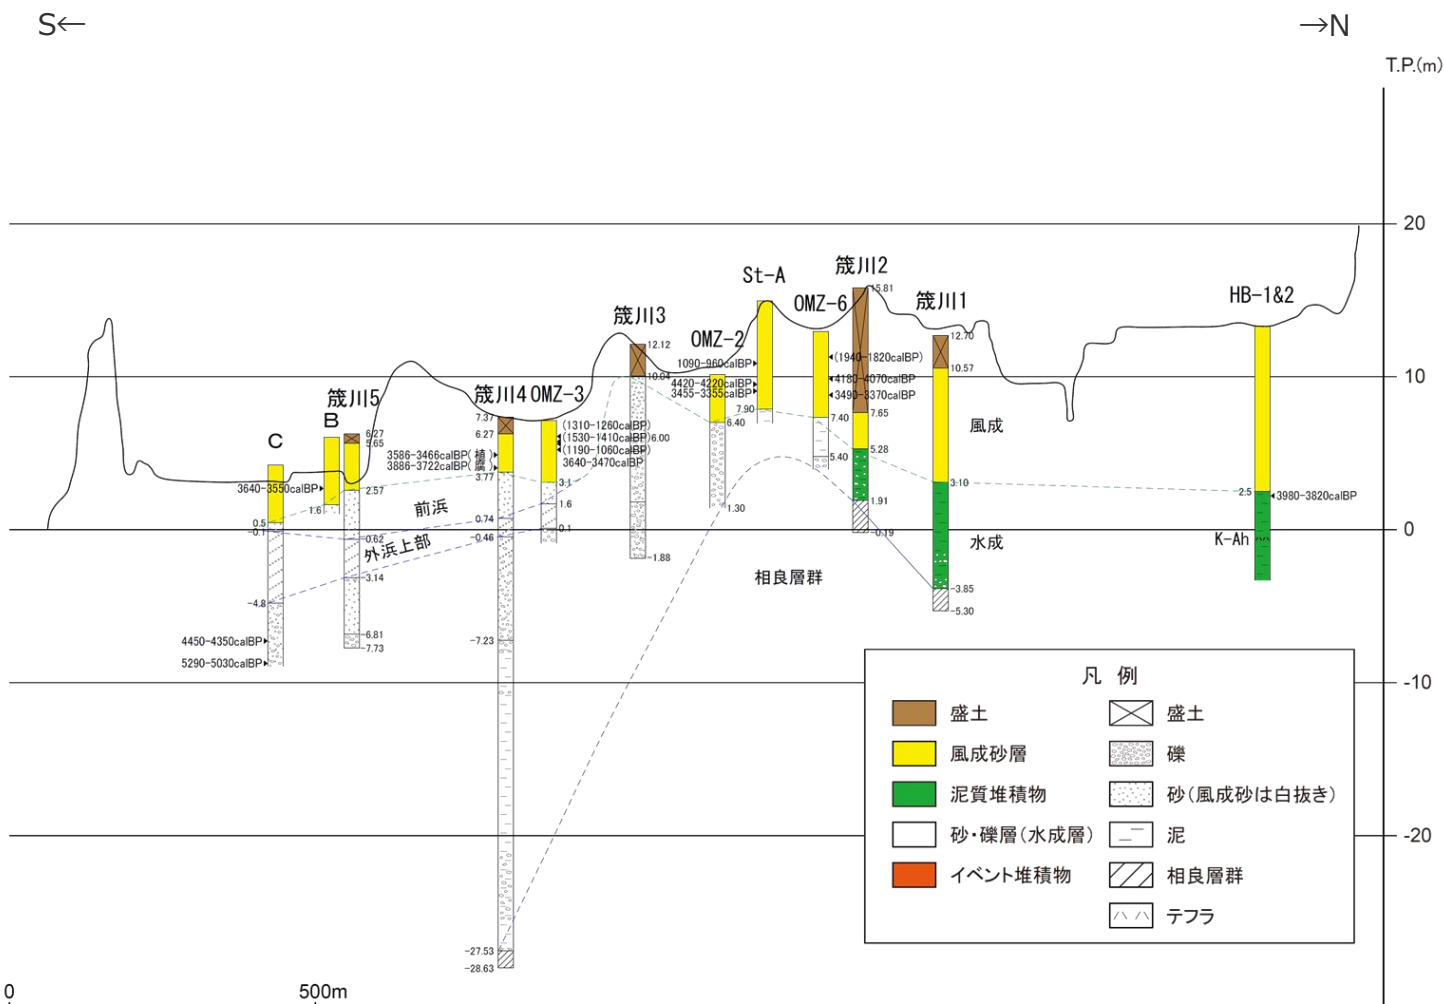 S←
→N
T.P.(m)
20
10
0
-10
-20
C
0.5
-0.1
-4.8
4450-4350calBP
5290-5030calBP
B
3640-3550calBP
1.6
筬川5
6.27
5.65
2.57
-0.62
-3.14
-6.81
-7.73
前浜
外浜上部
筬川4
7.37
6.27
3586-3466calBP(植)
3886-3722calBP(腐)
3.77
0.74
-0.46
-7.23
-27.53
-28.63
OMZ-3
(1310-1260calBP)
(1530-1410calBP)
(1190-1060calBP)
3640-3470calBP
3.1
1.6
0.1
筬川3
12.12
10.04
6.00
-1.88
OMZ-2
6.40
1.30
St-A
1090-960calBP
4420-4220calBP
3455-3355calBP
7.90
OMZ-6
(1940-1820calBP)
4180-4070calBP
3490-3370calBP
7.40
5.40
筬川2
15.81
7.65
5.28
1.91
-0.19
筬川1
12.70
10.57
3.10
-3.85
-5.30
風成
水成
相良層群
HB-1&2
2.5
3980-3820calBP
K-Ah
凡 例
盛土
風成砂層
泥質堆積物
砂・礫層(水成層)
イベント堆積物
盛土
礫
砂(風成砂は白抜き)
泥
相良層群
テフラ
0
500m